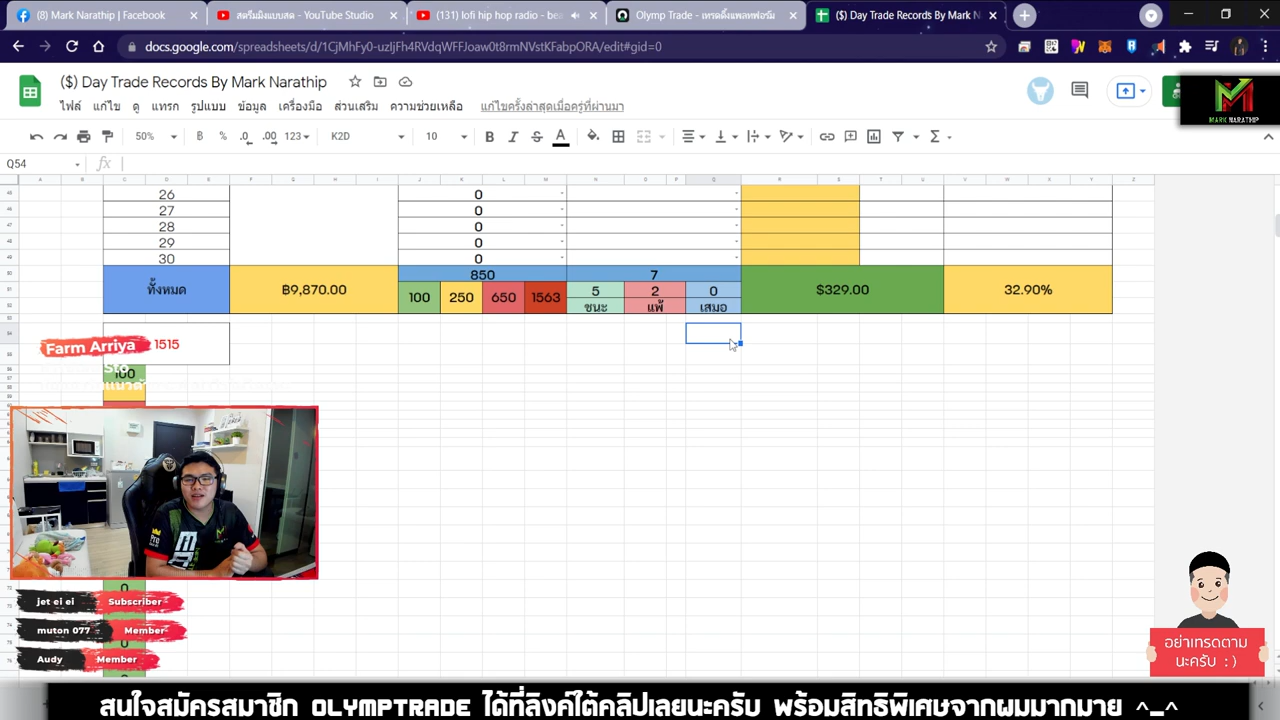 (8) Mark Narathip | Facebook
สตรีมมิงแบบสด - YouTube Studio
(131) lofi hip hop radio - bea
Olymp Trade - เทรดดิ้งแพลทฟอร์ม
($) Day Trade Records By Mark N
docs.google.com/spreadsheets/d/1CjMhFy0-uzIjFh4RVdqWFFJoaw0t8rmNVstKFabpORA/edit#gid=0
($) Day Trade Records By Mark Narathip
ไฟล์ แก้ไข ดู แทรก รูปแบบ ข้อมูล เครื่องมือ ส่วนเสริม ความช่วยเหลือ แก้ไขครั้งล่าสุดเมื่อครู่ที่ผ่านมา
MARK NARATHIP
50% ฿ % .0 .00 123 K2D 10 B I S A
Q54 fx
A B C D E F G H I J K L M N O P Q R S T U V W X Y Z
26 0
27 0
28 0
29 0
30 0
ทั้งหมด ฿9,870.00 850 7 $329.00 32.90%
100 250 650 1563 5 2 0
ชนะ แพ้ เสมอ
1515
Farm Arriya
100
0
0
0
jet ei ei Subscriber
muton 077 Member
Audy Member
อย่าเทรดตาม
นะครับ : )
สนใจสมัครสมาชิก OLYMPTRADE ได้ที่ลิงค์ใต้คลิปเลยนะครับ พร้อมสิทธิพิเศษจากผมมากมาย ^_^